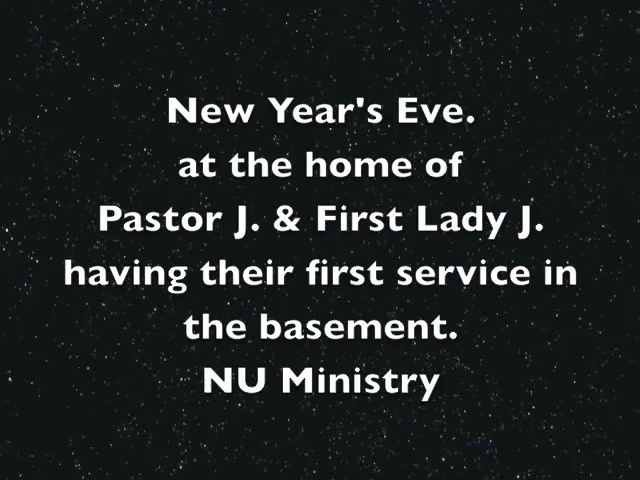 New Year's Eve.
at the home of
Pastor J. & First Lady J.
having their first service in
the basement.
NU Ministry